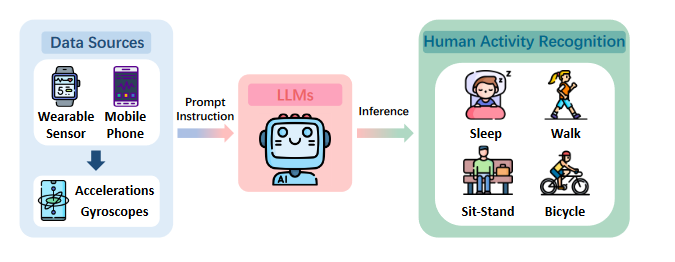 Data Sources
Wearable
Sensor
Mobile
Phone
Accelerations
Gyroscopes
Prompt
Instruction
LLMs
AI
Inference
Human Activity Recognition
z
z
Sleep
Walk
Sit-Stand
Bicycle